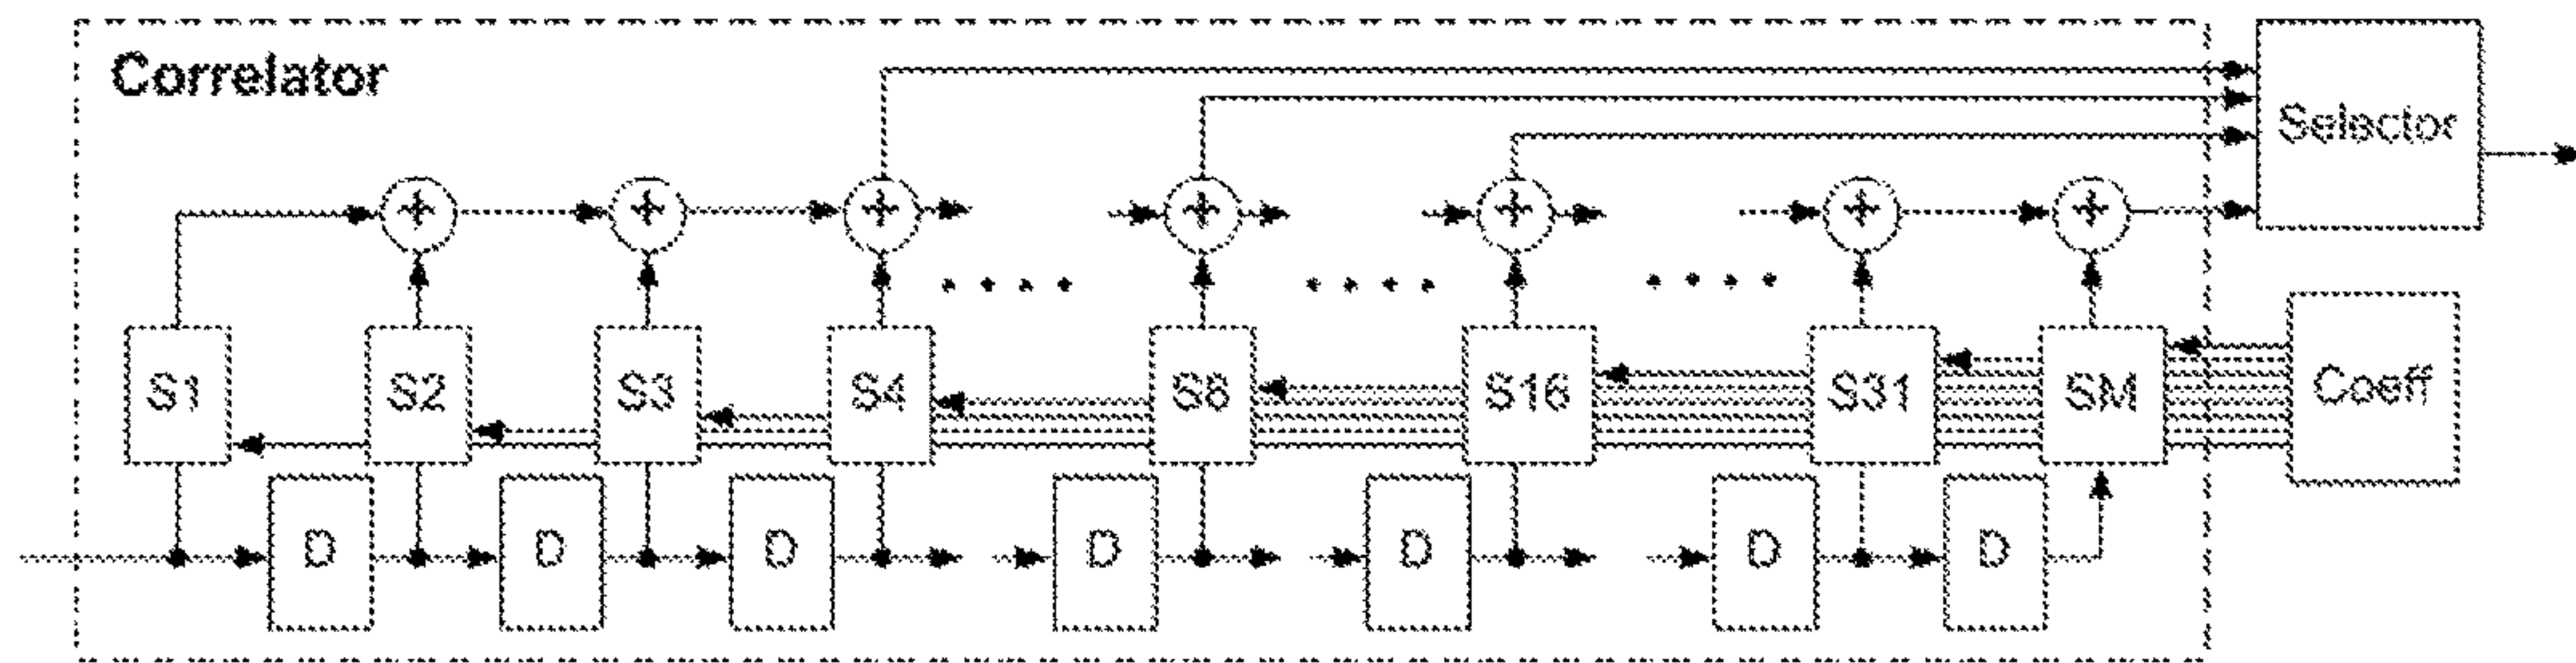 Correlator
Selector
+
+
+
+
+
+
+
S1
S2
S3
S4
S8
S16
S31
SM
Coeff
D
D
D
D
D
D
D